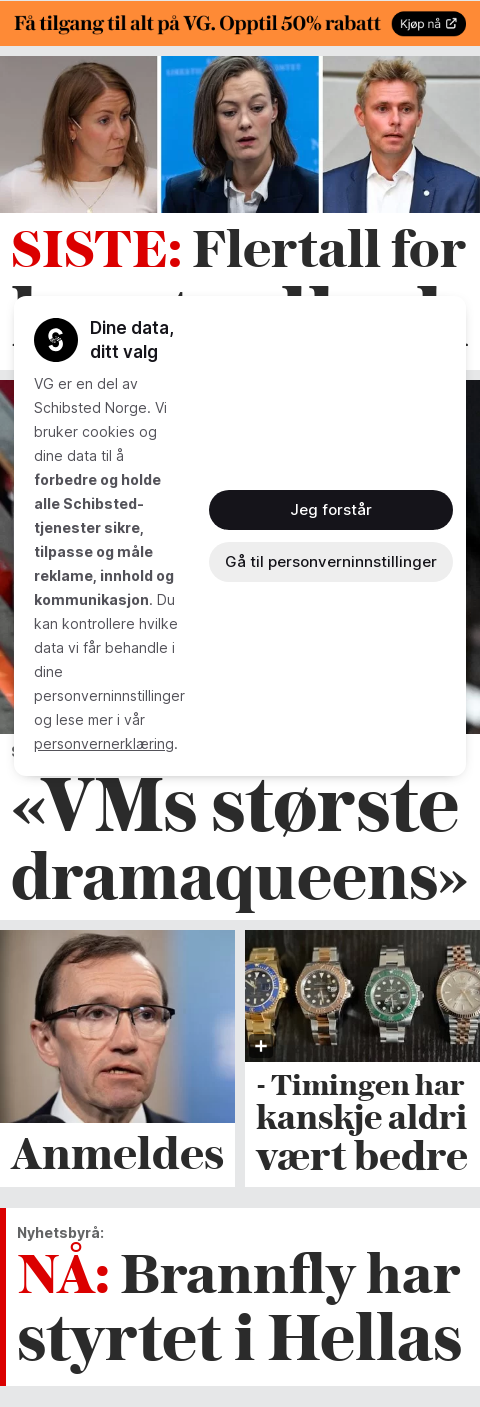 Få tilgang til alt på VG. Opptil 50% rabatt
Kjøp nå
SISTE: Flertall for
Dine data,
ditt valg
VG er en del av
Schibsted Norge. Vi
bruker cookies og
dine data til å
forbedre og holde
alle Schibsted-
tjenester sikre,
tilpasse og måle
reklame, innhold og
kommunikasjon. Du
kan kontrollere hvilke
data vi får behandle i
dine
personverninnstillinger
og lese mer i vår
personvernerklæring.
Jeg forstår
Gå til personverninnstillinger
«VMs største
dramaqueens»
Anmeldes
- Timingen har
kanskje aldri
vært bedre
Nyhetsbyrå:
NÅ: Brannfly har
styrtet i Hellas